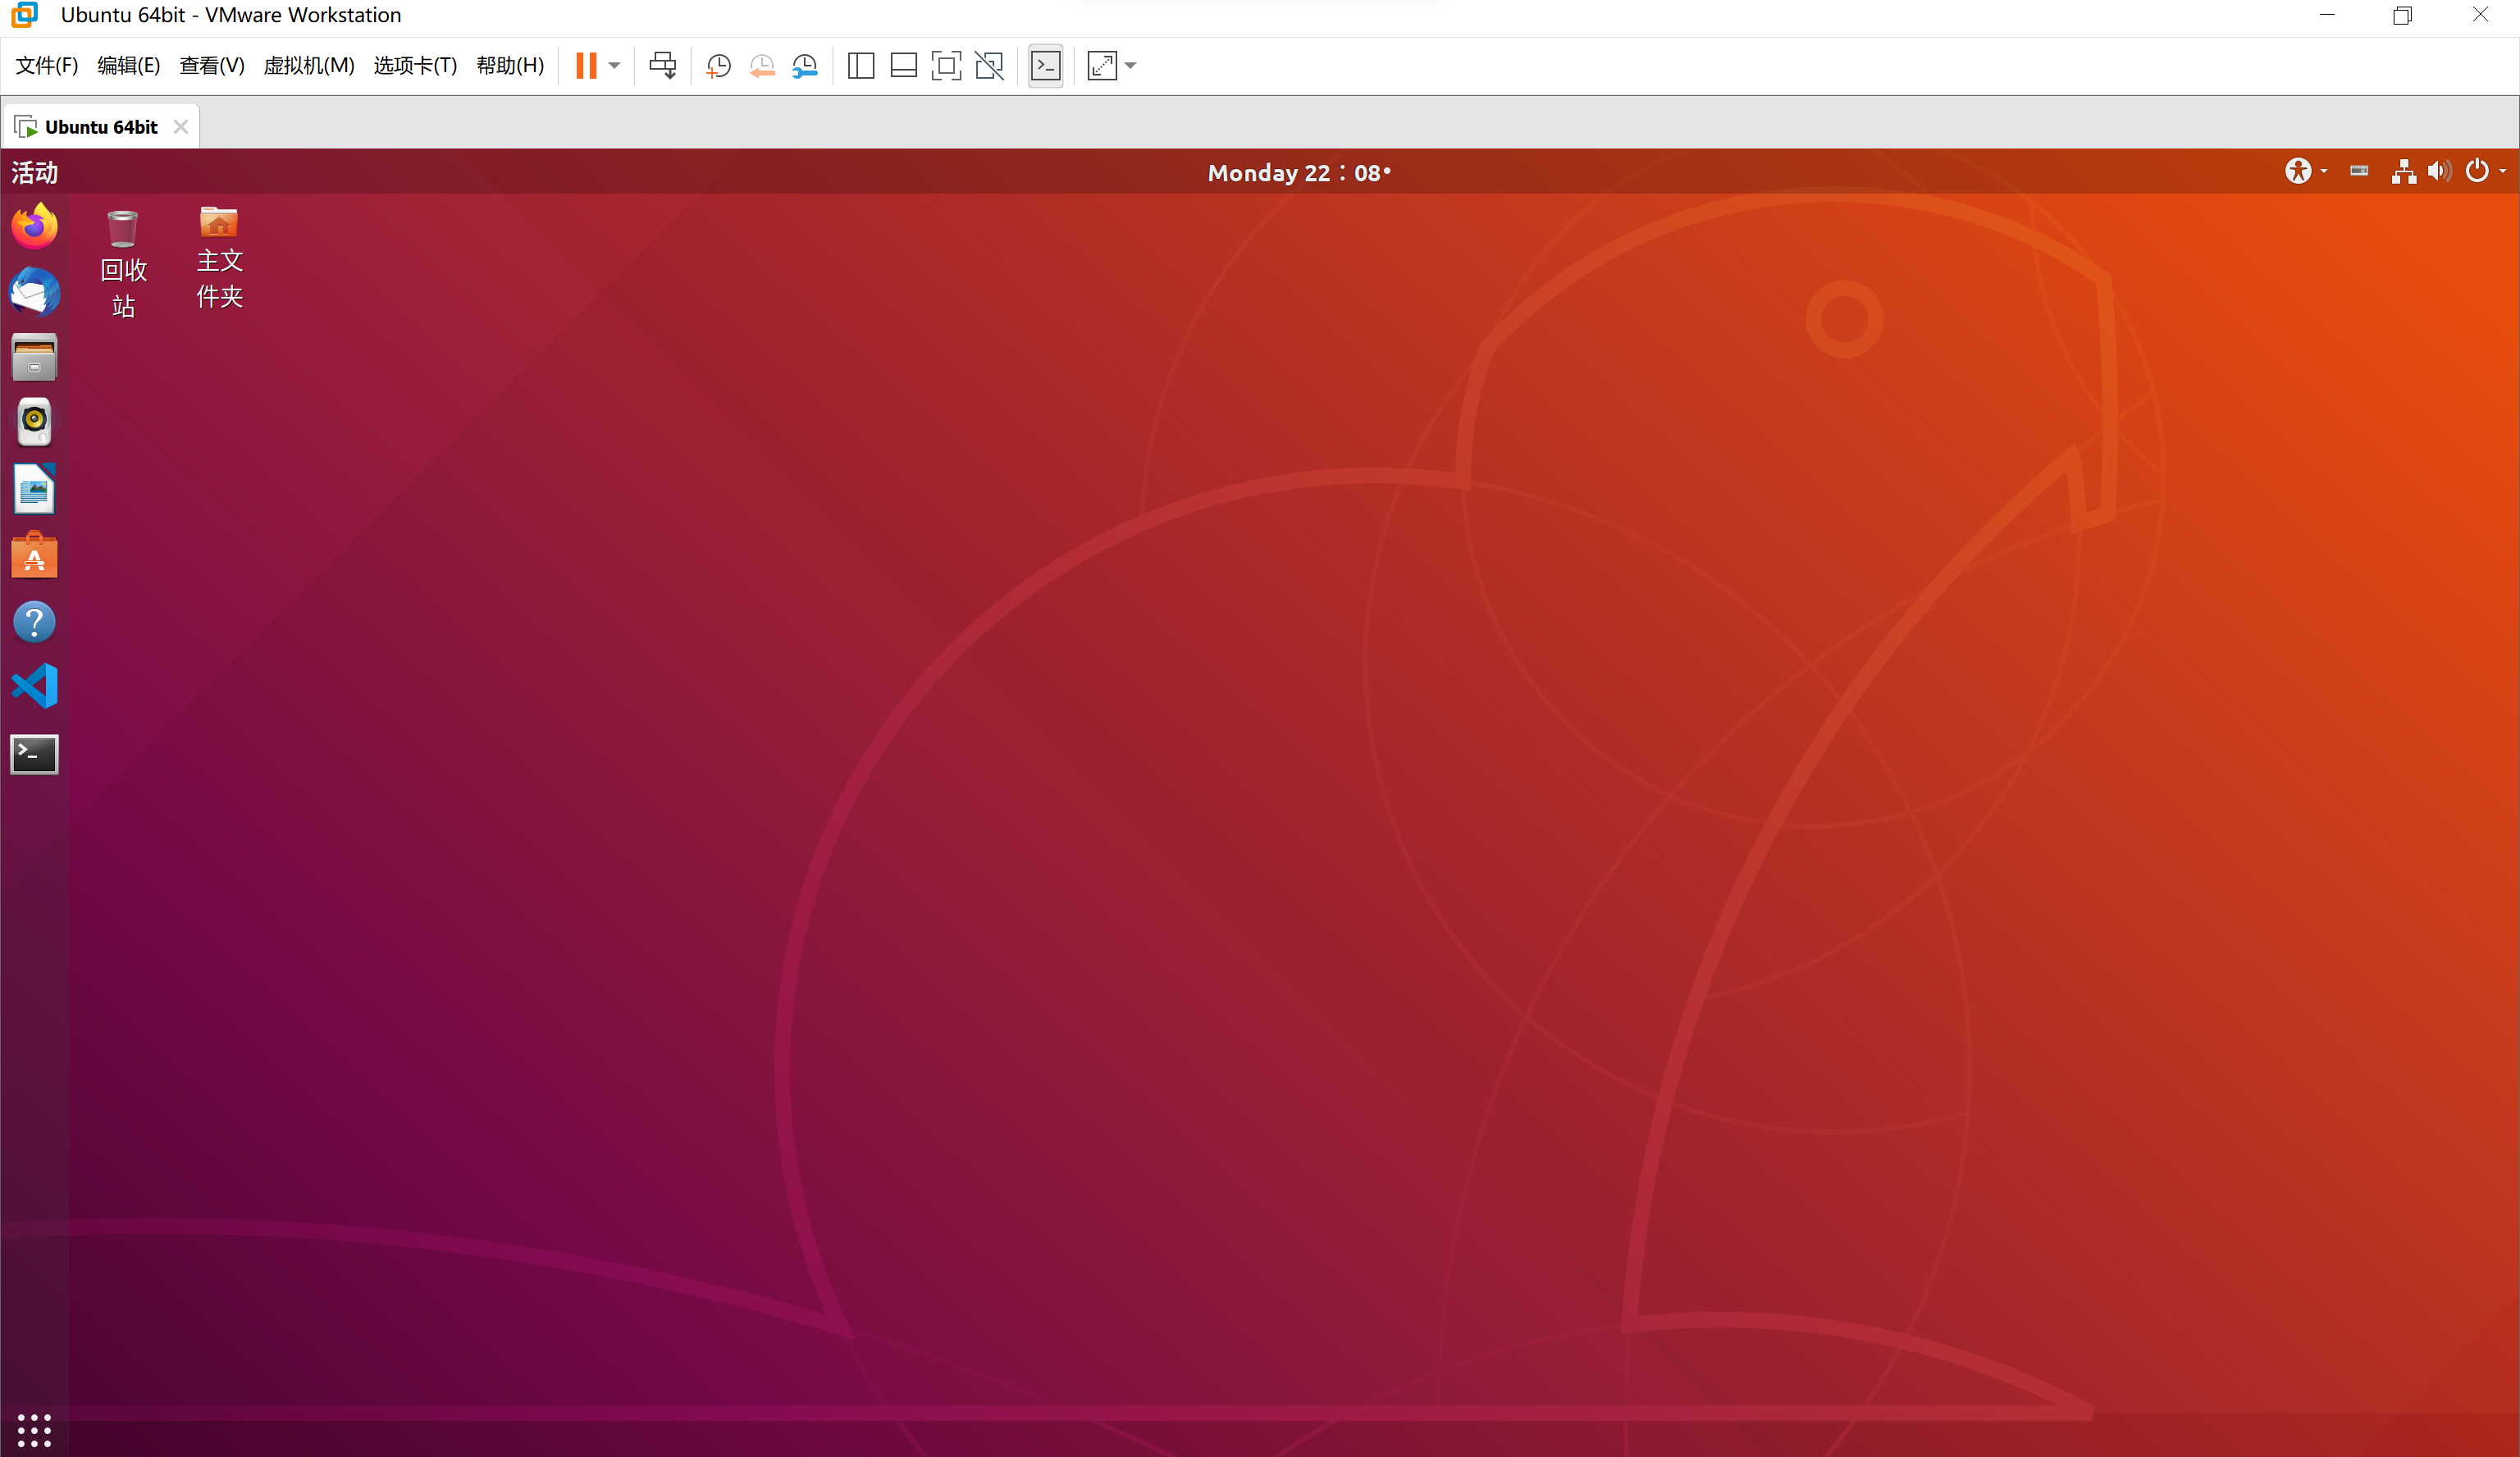 Ubuntu 64bit - VMware Workstation
文件(F) 编辑(E) 查看(V) 虚拟机(M) 选项卡(T) 帮助(H)
Ubuntu 64bit
活动
Monday 22：08
回收
站
主文
件夹